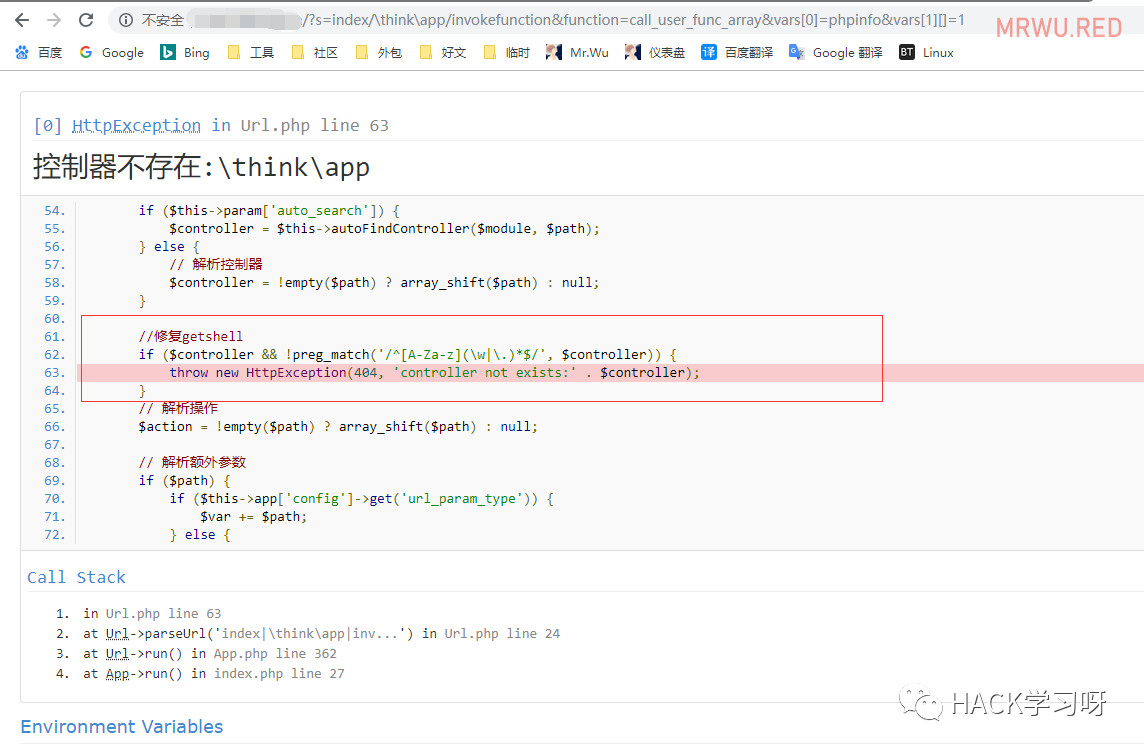 不安全 /?s=index/\think\app/invokefunction&function=call_user_func_array&vars[0]=phpinfo&vars[1][]=1
MRWU.RED
百度 Google Bing 工具 社区 外包 好文 临时 Mr.Wu 仪表盘 译 百度翻译 Google 翻译 BT Linux
[0] HttpException in Url.php line 63
控制器不存在:\think\app
54. if ($this->param['auto_search']) {
55. $controller = $this->autoFindController($module, $path);
56. } else {
57. // 解析控制器
58. $controller = !empty($path) ? array_shift($path) : null;
59. }
60.
61. //修复getshell
62. if ($controller && !preg_match('/^[A-Za-z](\w|\.)*$/', $controller)) {
63. throw new HttpException(404, 'controller not exists:' . $controller);
64. }
65. // 解析操作
66. $action = !empty($path) ? array_shift($path) : null;
67.
68. // 解析额外参数
69. if ($path) {
70. if ($this->app['config']->get('url_param_type')) {
71. $var += $path;
72. } else {
Call Stack
1. in Url.php line 63
2. at Url->parseUrl('index|\think\app|inv...') in Url.php line 24
3. at Url->run() in App.php line 362
4. at App->run() in index.php line 27
HACK学习呀
Environment Variables